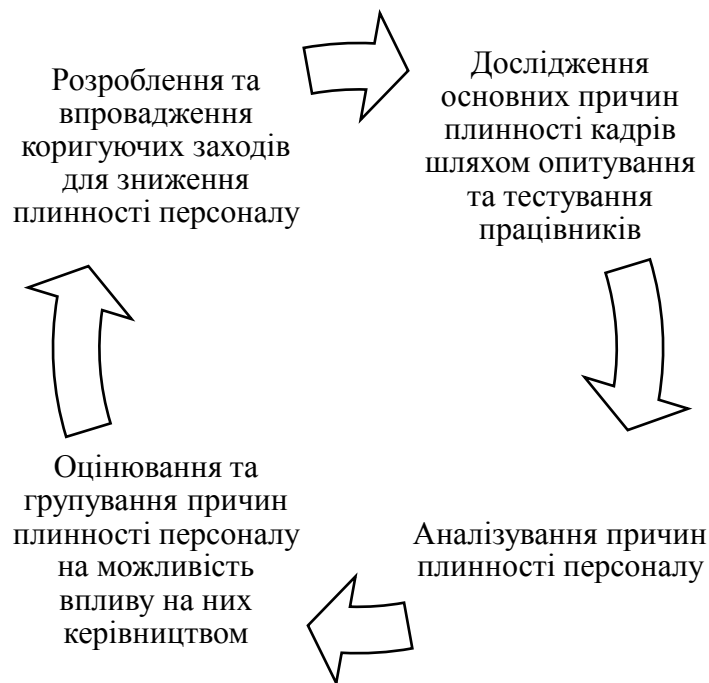 Розроблення та
впровадження
коригуючих заходів
для зниження
плинності персоналу
Дослідження
основних причин
плинності кадрів
шляхом опитування
та тестування
працівників
Аналізування причин
плинності персоналу
Оцінювання та
групування причин
плинності персоналу
на можливість
впливу на них
керівництвом